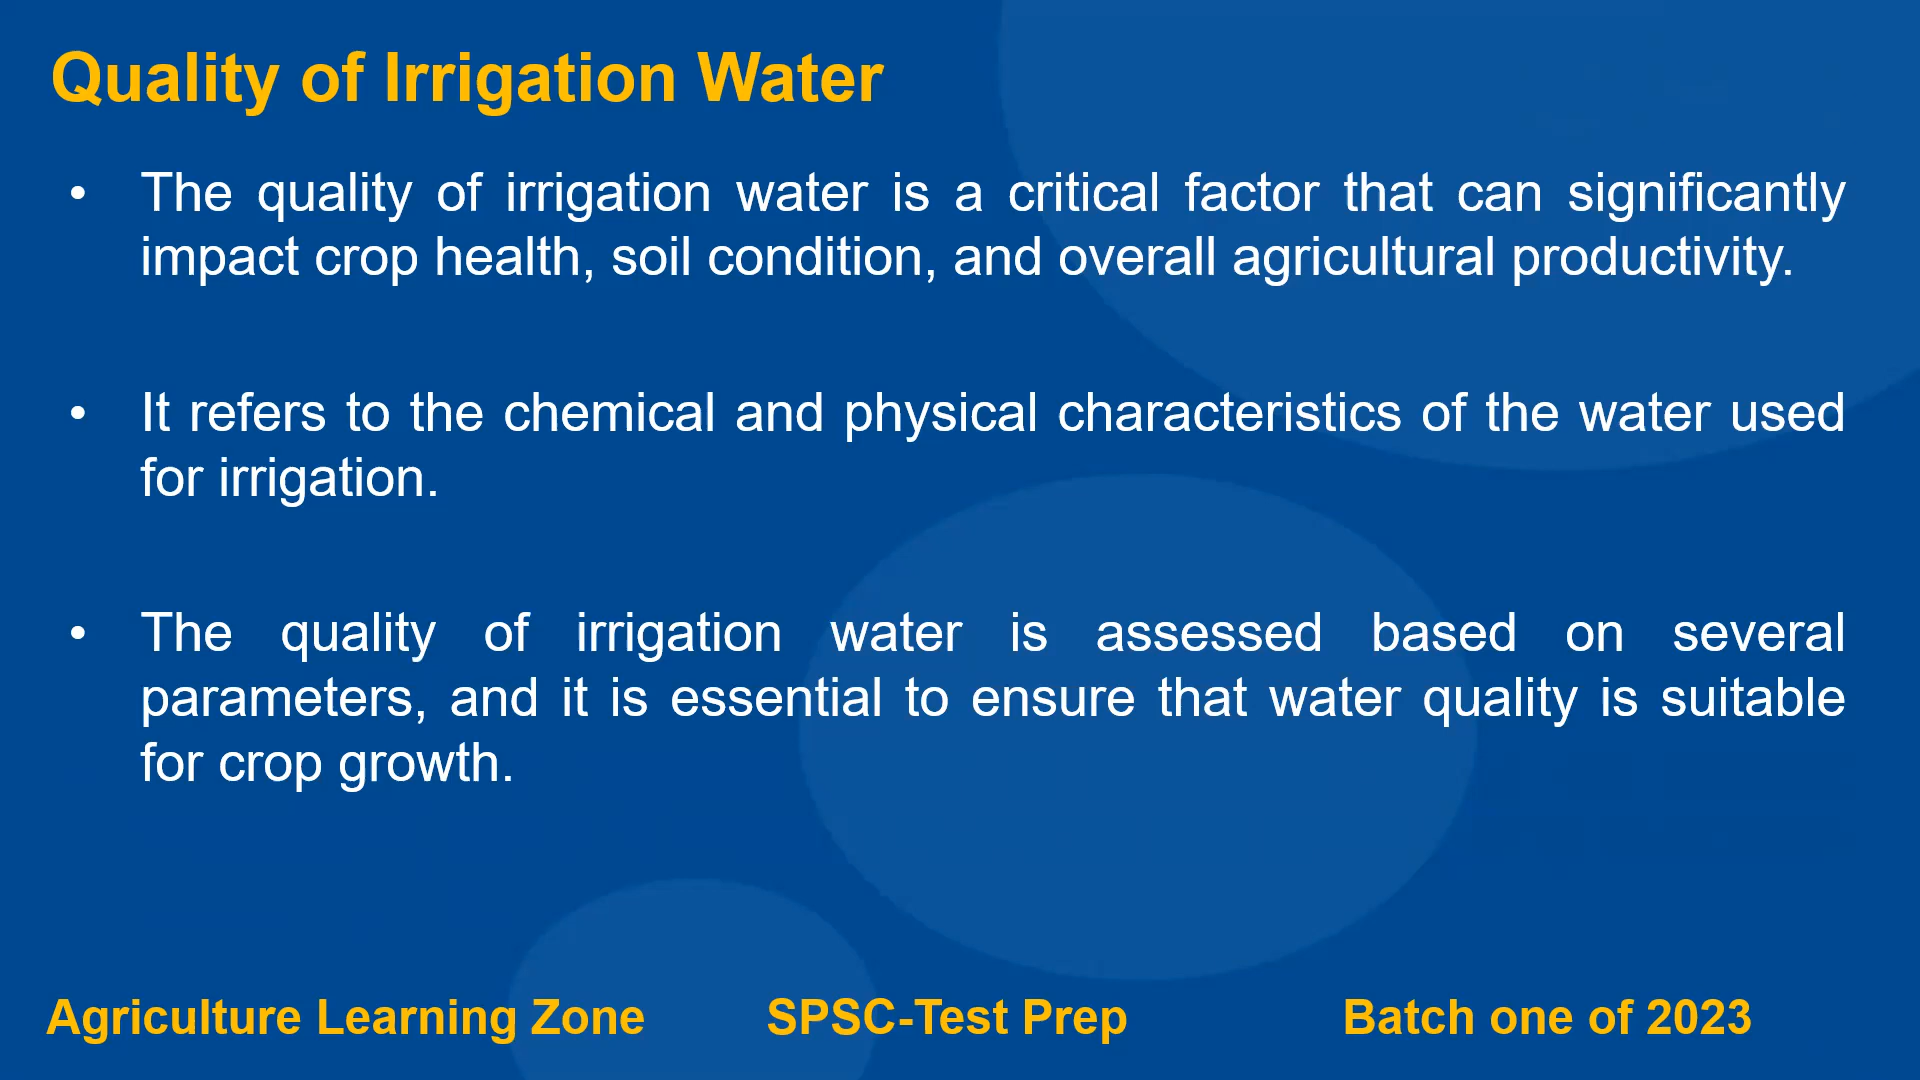 Quality of Irrigation Water
• The quality of irrigation water is a critical factor that can significantly
impact crop health, soil condition, and overall agricultural productivity.
• It refers to the chemical and physical characteristics of the water used
for irrigation.
• The quality of irrigation water is assessed based on several
parameters, and it is essential to ensure that water quality is suitable
for crop growth.
Agriculture Learning Zone SPSC-Test Prep Batch one of 2023